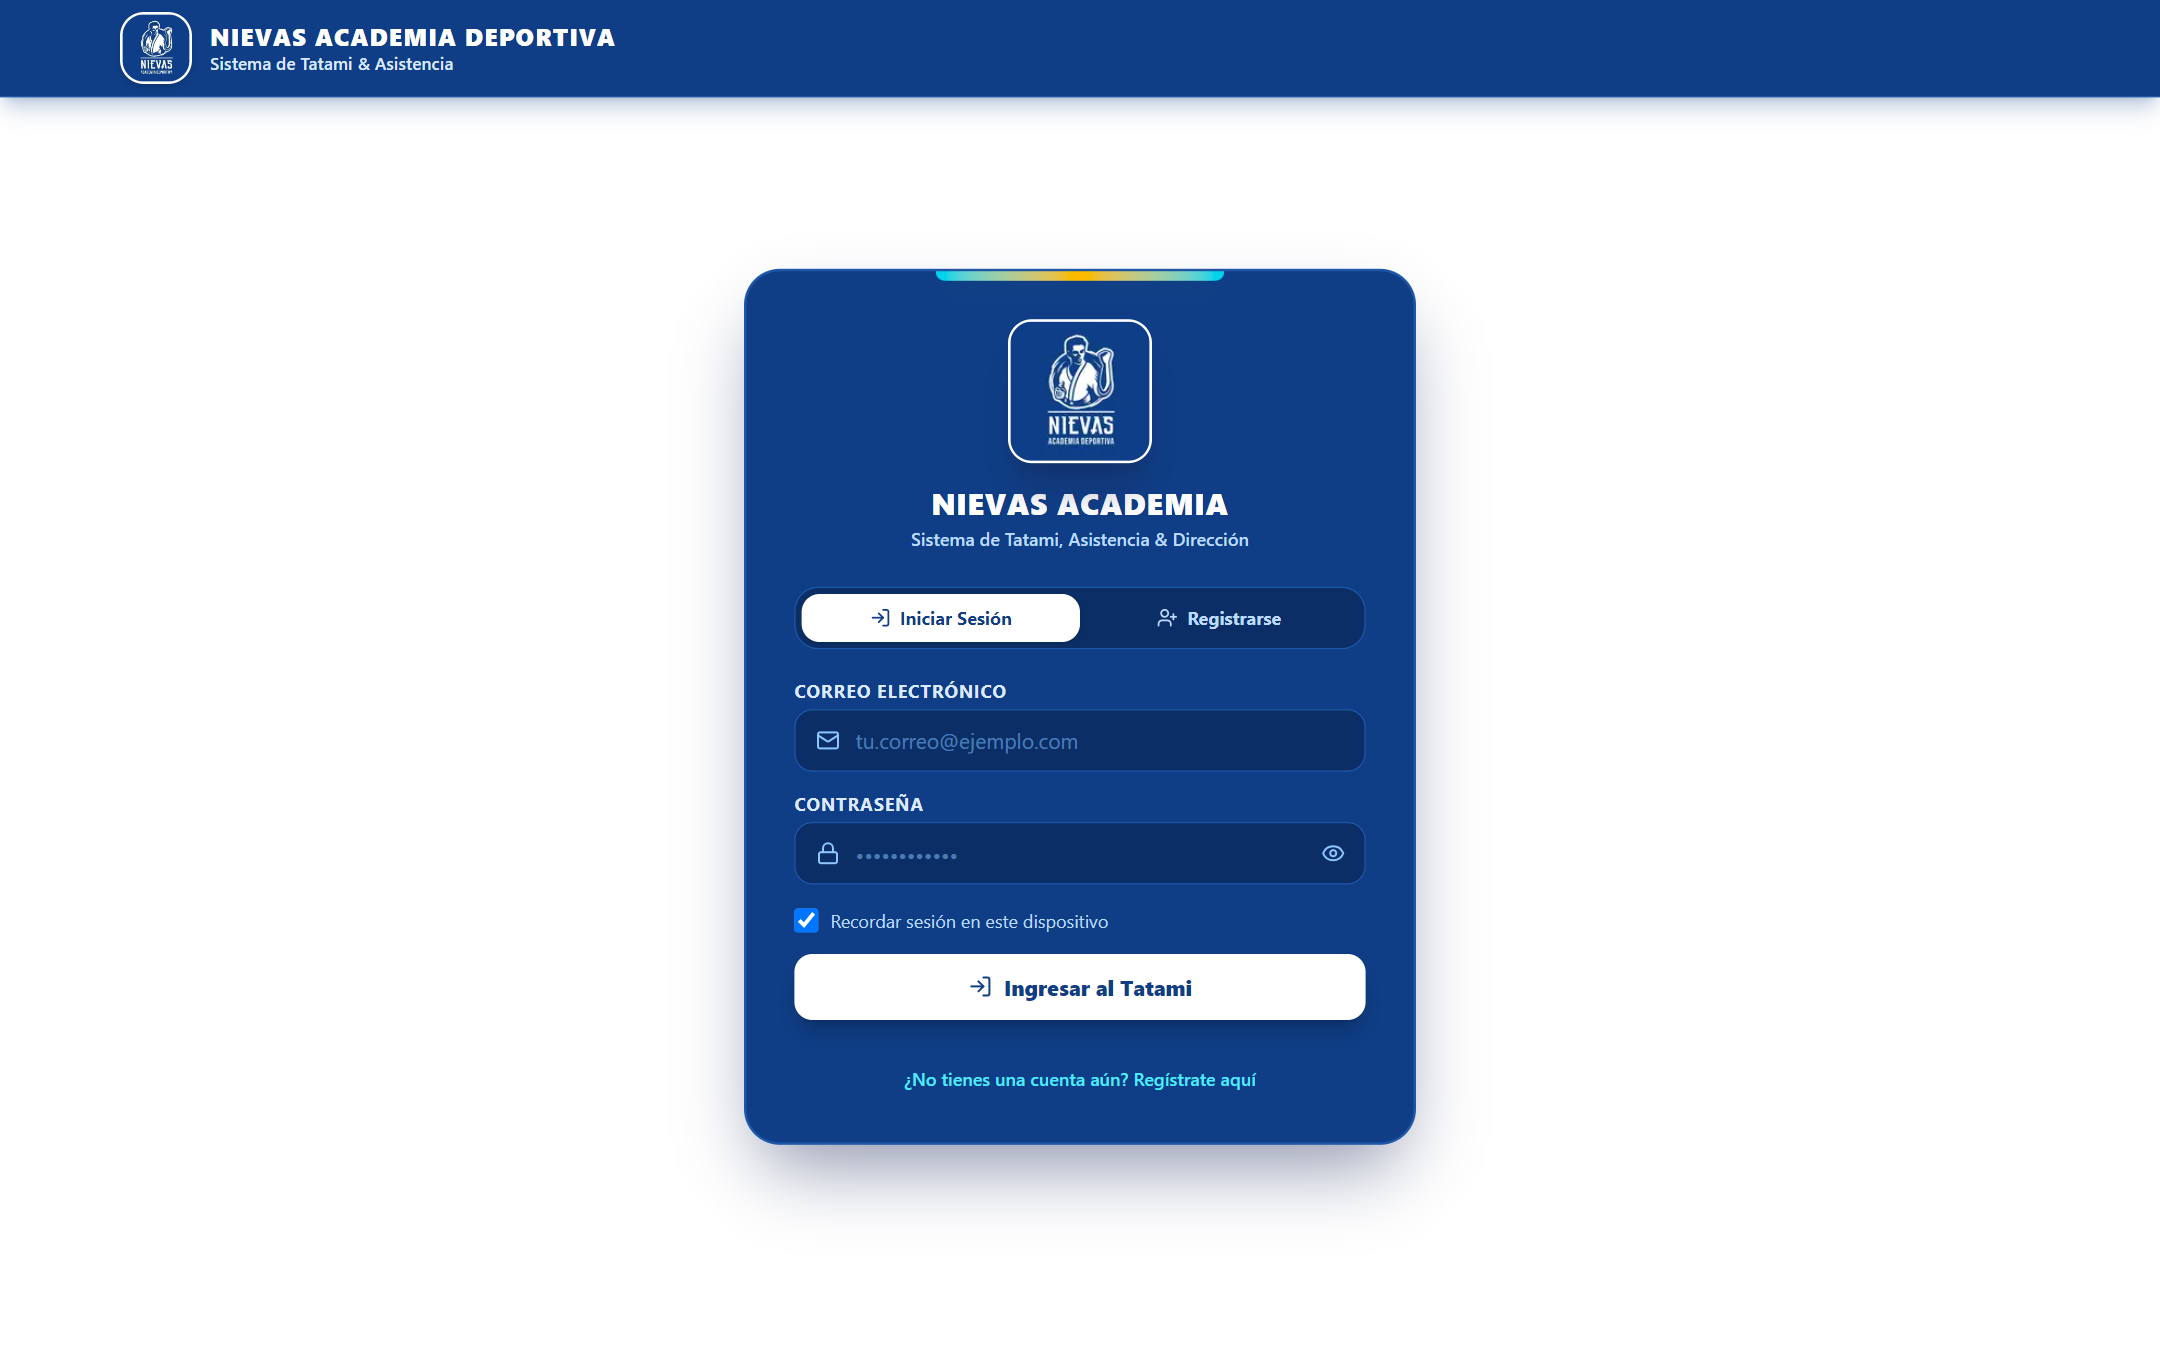 NIEVAS
NIEVAS ACADEMIA DEPORTIVA
Sistema de Tatami & Asistencia
NIEVAS
ACADEMIA DEPORTIVA
NIEVAS ACADEMIA
Sistema de Tatami, Asistencia & Dirección
Iniciar Sesión
Registrarse
CORREO ELECTRÓNICO
tu.correo@ejemplo.com
CONTRASEÑA
••••••••••••
Recordar sesión en este dispositivo
Ingresar al Tatami
¿No tienes una cuenta aún? Regístrate aquí